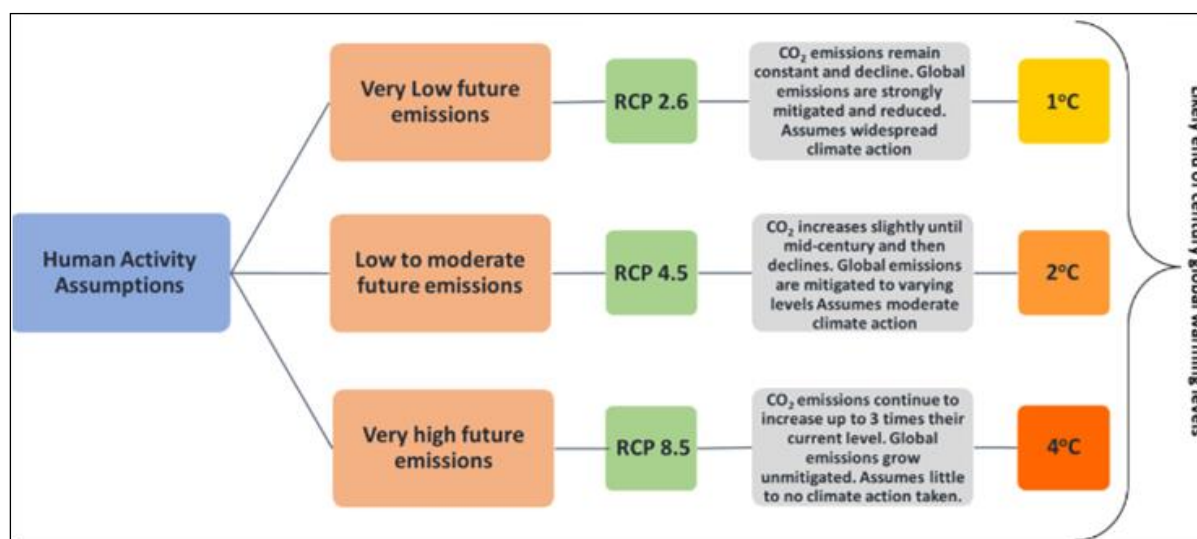 Very Low future
emissions
RCP 2.6
CO₂ emissions remain
constant and decline. Global
emissions are strongly
mitigated and reduced.
Assumes widespread
climate action
1°C
Human Activity
Assumptions
Low to moderate
future emissions
RCP 4.5
CO₂ increases slightly until
mid-century and then
declines. Global emissions
are mitigated to varying
levels Assumes moderate
climate action
2°C
Very high future
emissions
RCP 8.5
CO₂ emissions continue to
increase up to 3 times their
current level. Global
emissions grow
unmitigated. Assumes little
to no climate action taken.
4°C
Likely end of century global warming levels